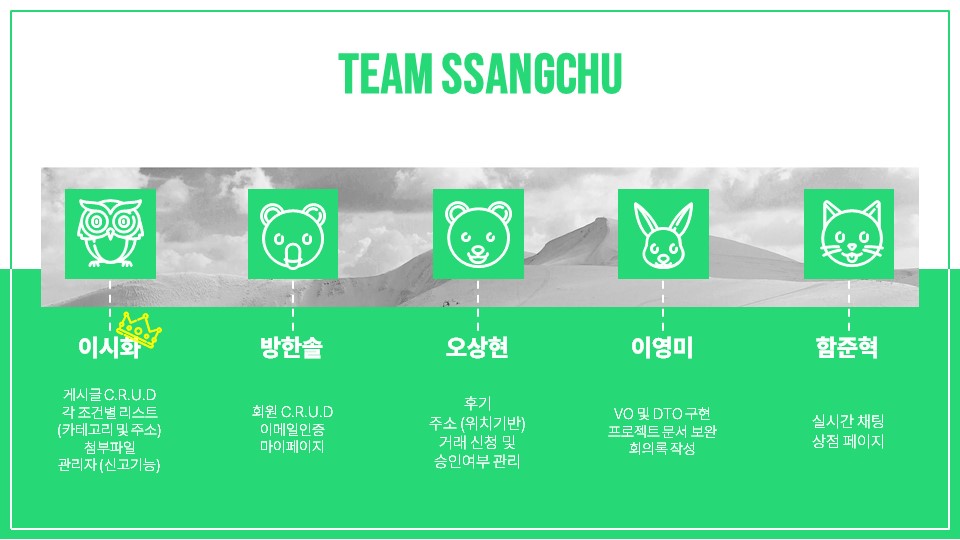 TEAM SSANGCHU
이시화
게시글 C.R.U.D
각 조건별 리스트
(카테고리 및 주소)
첨부파일
관리자 (신고기능)
방한솔
회원 C.R.U.D
이메일인증
마이페이지
오상현
후기
주소 (위치기반)
거래 신청 및
승인여부 관리
이영미
VO 및 DTO 구현
프로젝트 문서 보완
회의록 작성
함준혁
실시간 채팅
상점 페이지